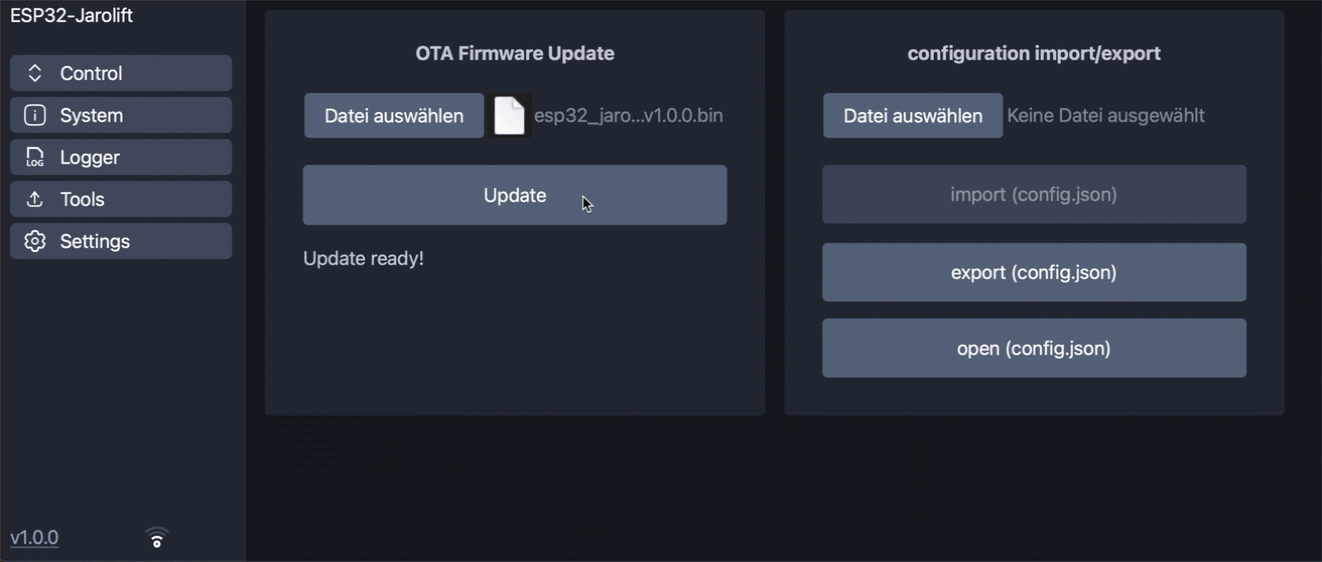 ESP32-Jarolift
Control
System
LOG
Logger
Tools
Settings
v1.0.0
OTA Firmware Update
Datei auswählen
esp32_jaro...v1.0.0.bin
Update
Update ready!
configuration import/export
Datei auswählen
Keine Datei ausgewählt
import (config.json)
export (config.json)
open (config.json)